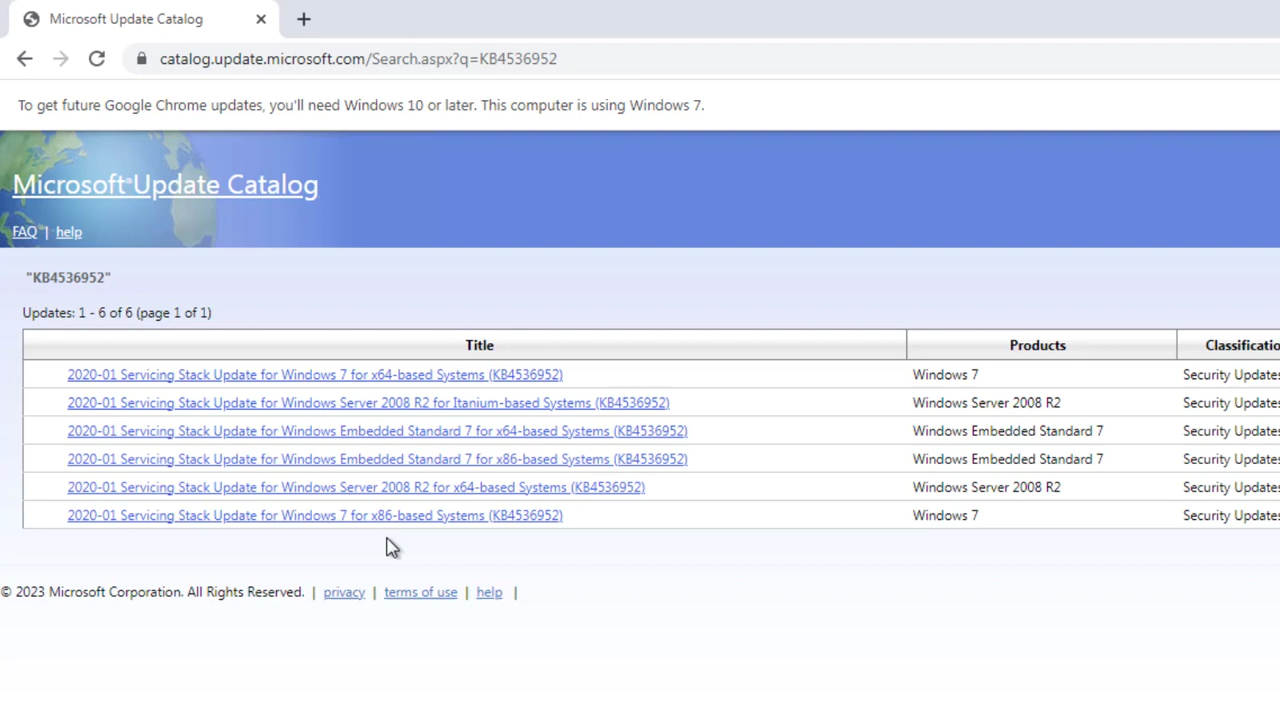 Microsoft Update Catalog
catalog.update.microsoft.com/Search.aspx?q=KB4536952
To get future Google Chrome updates, you'll need Windows 10 or later. This computer is using Windows 7.
Microsoft® Update Catalog
FAQ | help
"KB4536952"
Updates: 1 - 6 of 6 (page 1 of 1)
Title Products Classificatio
2020-01 Servicing Stack Update for Windows 7 for x64-based Systems (KB4536952) Windows 7 Security Updates
2020-01 Servicing Stack Update for Windows Server 2008 R2 for Itanium-based Systems (KB4536952) Windows Server 2008 R2 Security Updates
2020-01 Servicing Stack Update for Windows Embedded Standard 7 for x64-based Systems (KB4536952) Windows Embedded Standard 7 Security Updates
2020-01 Servicing Stack Update for Windows Embedded Standard 7 for x86-based Systems (KB4536952) Windows Embedded Standard 7 Security Updates
2020-01 Servicing Stack Update for Windows Server 2008 R2 for x64-based Systems (KB4536952) Windows Server 2008 R2 Security Updates
2020-01 Servicing Stack Update for Windows 7 for x86-based Systems (KB4536952) Windows 7 Security Updates
© 2023 Microsoft Corporation. All Rights Reserved. | privacy | terms of use | help |